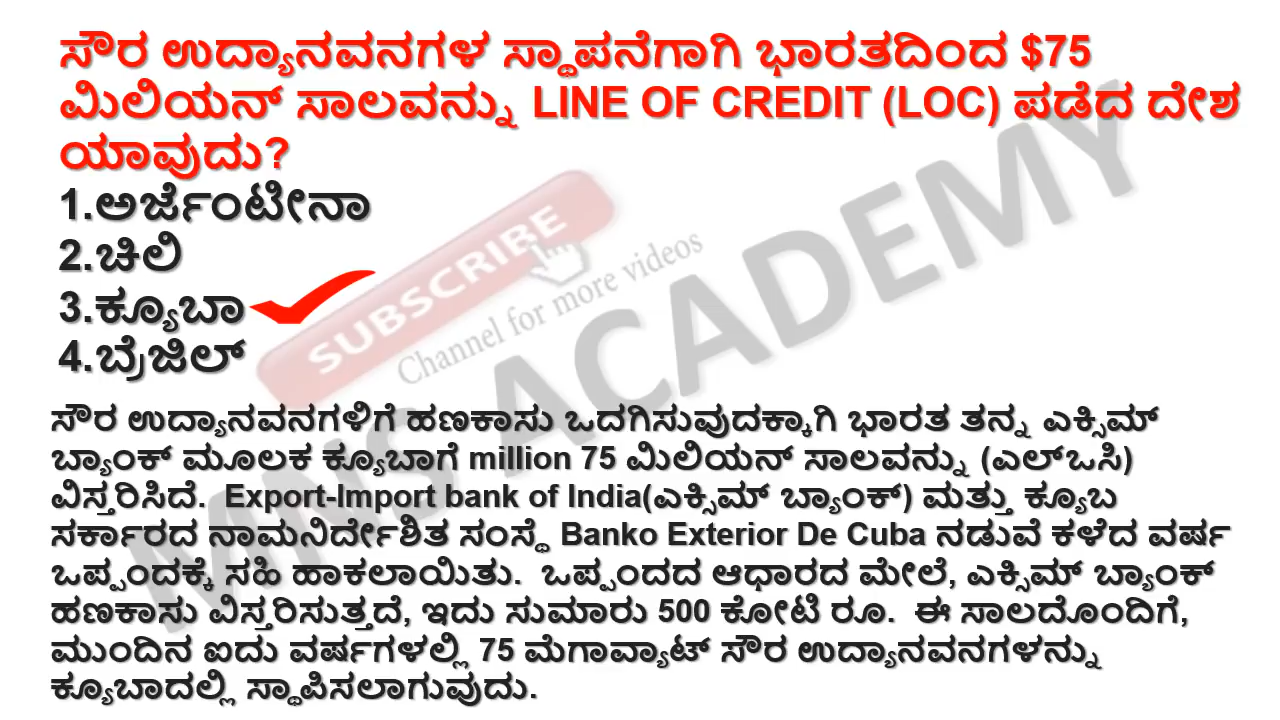 ಸೌರ ಉದ್ಯಾನವನಗಳ ಸ್ಥಾಪನೆಗಾಗಿ ಭಾರತದಿಂದ $75
ಮಿಲಿಯನ್ ಸಾಲವನ್ನು LINE OF CREDIT (LOC) ಪಡೆದ ದೇಶ
ಯಾವುದು?
1.ಅರ್ಜೆಂಟೀನಾ
2.ಚಿಲಿ
3.ಕ್ಯೂಬಾ
4.ಬ್ರೆಜಿಲ್
SUBSCRIBE
Channel for more videos
MNS ACADEMY
ಸೌರ ಉದ್ಯಾನವನಗಳಿಗೆ ಹಣಕಾಸು ಒದಗಿಸುವುದಕ್ಕಾಗಿ ಭಾರತ ತನ್ನ ಎಕ್ಸಿಮ್
ಬ್ಯಾಂಕ್ ಮೂಲಕ ಕ್ಯೂಬಾಗೆ million 75 ಮಿಲಿಯನ್ ಸಾಲವನ್ನು (ಎಲ್‌ಒಸಿ)
ವಿಸ್ತರಿಸಿದೆ. Export-Import bank of India(ಎಕ್ಸಿಮ್ ಬ್ಯಾಂಕ್) ಮತ್ತು ಕ್ಯೂಬ
ಸರ್ಕಾರದ ನಾಮನಿರ್ದೇಶಿತ ಸಂಸ್ಥೆ Banko Exterior De Cuba ನಡುವೆ ಕಳೆದ ವರ್ಷ
ಒಪ್ಪಂದಕ್ಕೆ ಸಹಿ ಹಾಕಲಾಯಿತು. ಒಪ್ಪಂದದ ಆಧಾರದ ಮೇಲೆ, ಎಕ್ಸಿಮ್ ಬ್ಯಾಂಕ್
ಹಣಕಾಸು ವಿಸ್ತರಿಸುತ್ತದೆ, ಇದು ಸುಮಾರು 500 ಕೋಟಿ ರೂ. ಈ ಸಾಲದೊಂದಿಗೆ,
ಮುಂದಿನ ಐದು ವರ್ಷಗಳಲ್ಲಿ 75 ಮೆಗಾವ್ಯಾಟ್ ಸೌರ ಉದ್ಯಾನವನಗಳನ್ನು
ಕ್ಯೂಬಾದಲ್ಲಿ ಸ್ಥಾಪಿಸಲಾಗುವುದು.